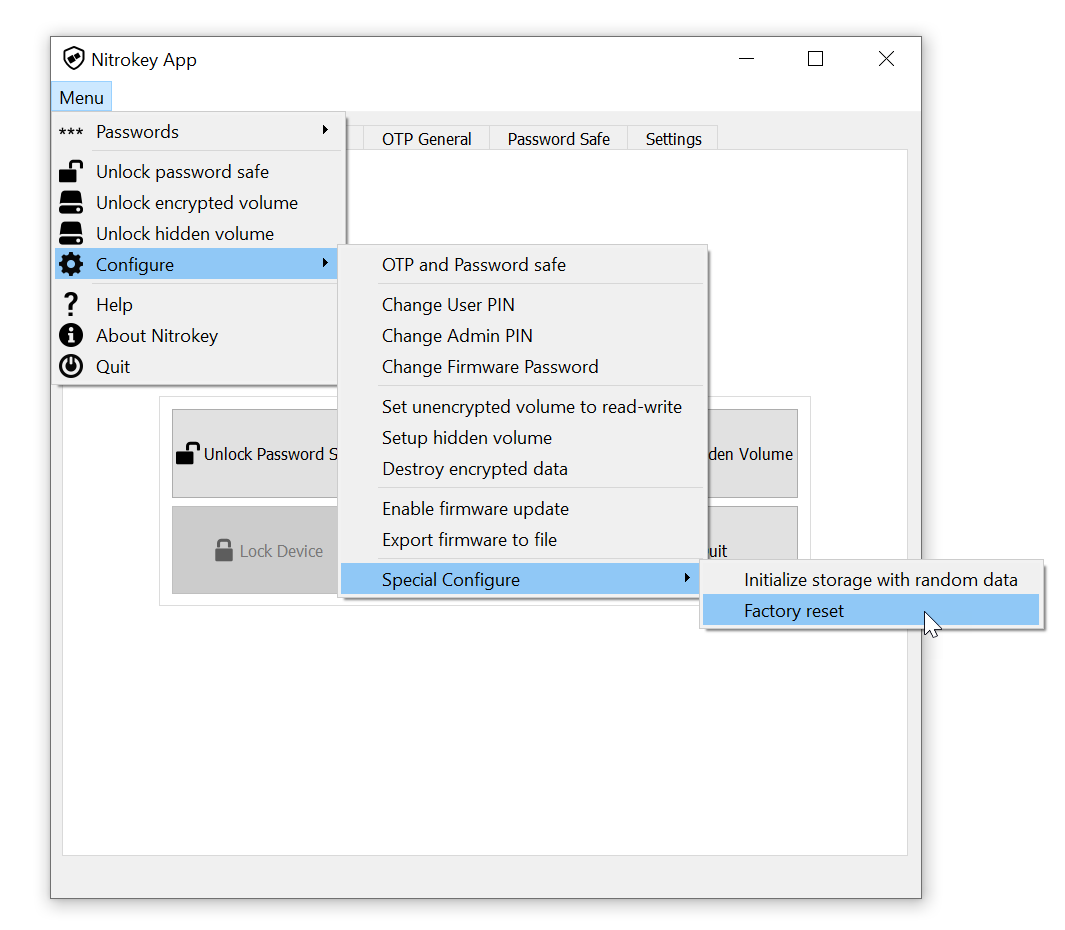 Nitrokey App
Menu
*** Passwords
OTP General
Password Safe
Settings
Unlock password safe
Unlock encrypted volume
Unlock hidden volume
Configure
OTP and Password safe
Help
Change User PIN
About Nitrokey
Change Admin PIN
Quit
Change Firmware Password
Set unencrypted volume to read-write
Setup hidden volume
Unlock Password S
den Volume
Destroy encrypted data
Enable firmware update
Export firmware to file
Lock Device
uit
Special Configure
Initialize storage with random data
Factory reset